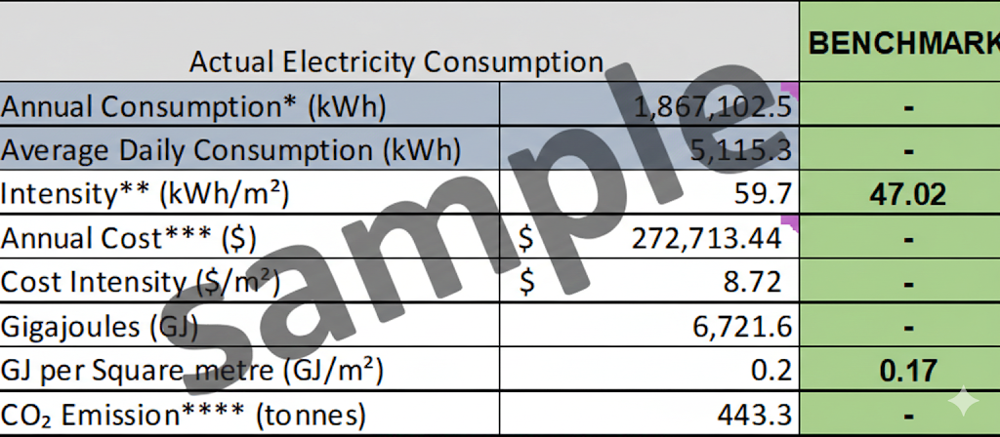 Actual Electricity Consumption BENCHMARK
Annual Consumption* (kWh) 1,867,102.5 -
Average Daily Consumption (kWh) 5,115.3 -
Intensity** (kWh/m²) 59.7 47.02
Annual Cost*** ($) $ 272,713.44 -
Cost Intensity ($/m²) $ 8.72 -
Gigajoules (GJ) 6,721.6 -
GJ per Square metre (GJ/m²) 0.2 0.17
CO₂ Emission**** (tonnes) 443.3 -
sample